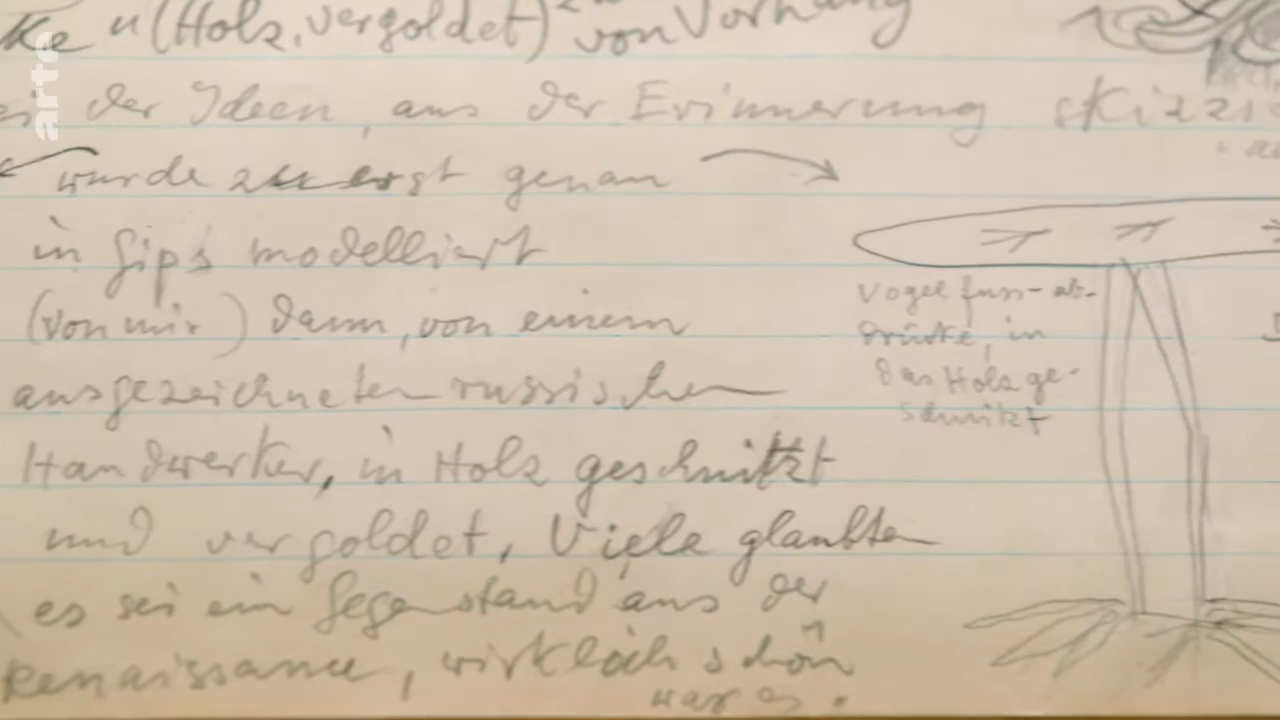 ke" (Holz, vergoldet) von Vorhang
der Ideen, aus der Erinnerung skizzi
wurde zuerst genau
in Gips modelliert
(von mir) dann, von einem
ausgezeichneten russischen
Handwerker, in Holz geschnitzt
und vergoldet, Viele glaubten
es sei ein Gegenstand aus der
Renaissance, wirklich schön
war es.
Vogelfuss-ab-
drücke, in
das Holz ge-
schnitzt
arte